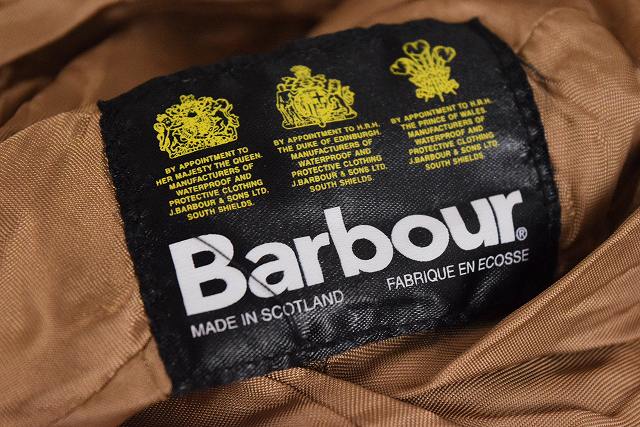 BY APPOINTMENT TO
HER MAJESTY THE QUEEN.
MANUFACTURERS OF
WATERPROOF AND
PROTECTIVE CLOTHING
J.BARBOUR & SONS LTD.
SOUTH SHIELDS.
BY APPOINTMENT TO H.R.H.
THE DUKE OF EDINBURGH.
MANUFACTURERS OF
WATERPROOF AND
PROTECTIVE CLOTHING
J.BARBOUR & SONS LTD.
SOUTH SHIELDS.
BY APPOINTMENT TO H.R.H.
THE PRINCE OF WALES.
MANUFACTURERS OF
WATERPROOF AND
PROTECTIVE CLOTHING
J.BARBOUR & SONS LTD.
SOUTH SHIELDS.
Barbour®
MADE IN SCOTLAND FABRIQUE EN ECOSSE